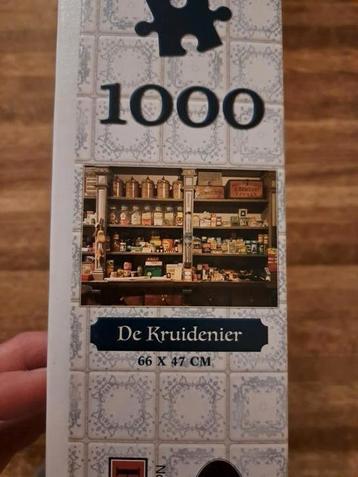 1000
De Kruidenier
66 X 47 CM